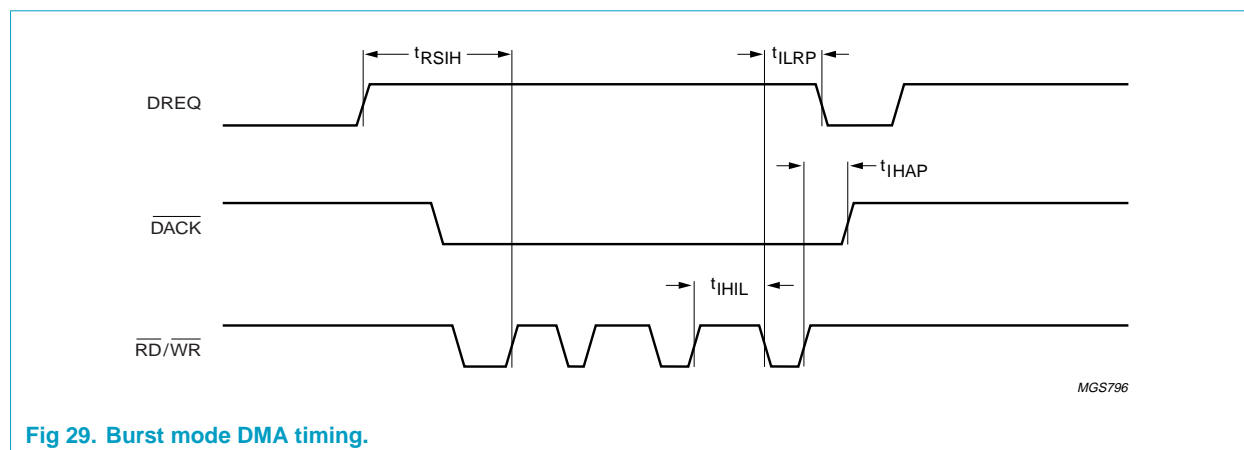 tRSIH
tILRP
DREQ
tIHAP
DACK
tIHIL
RD/WR
MGS796
Fig 29. Burst mode DMA timing.